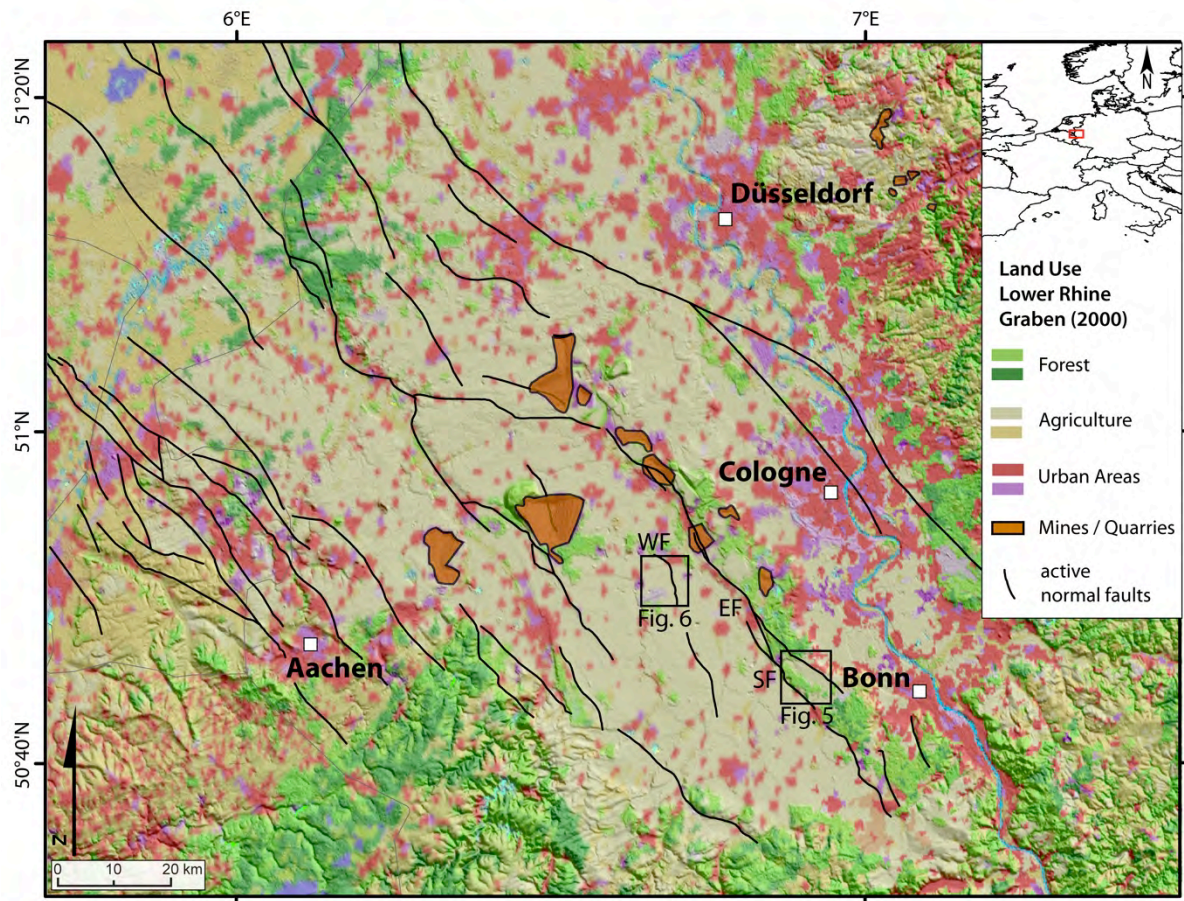 6°E
7°E
51°20'N
N
Düsseldorf
Land Use
Lower Rhine
Graben (2000)
Forest
Agriculture
51°N
Urban Areas
Cologne
Mines / Quarries
WF
active
normal faults
EF
Fig. 6
Aachen
SF
Bonn
Fig. 5
50°40'N
N
0 10 20 km